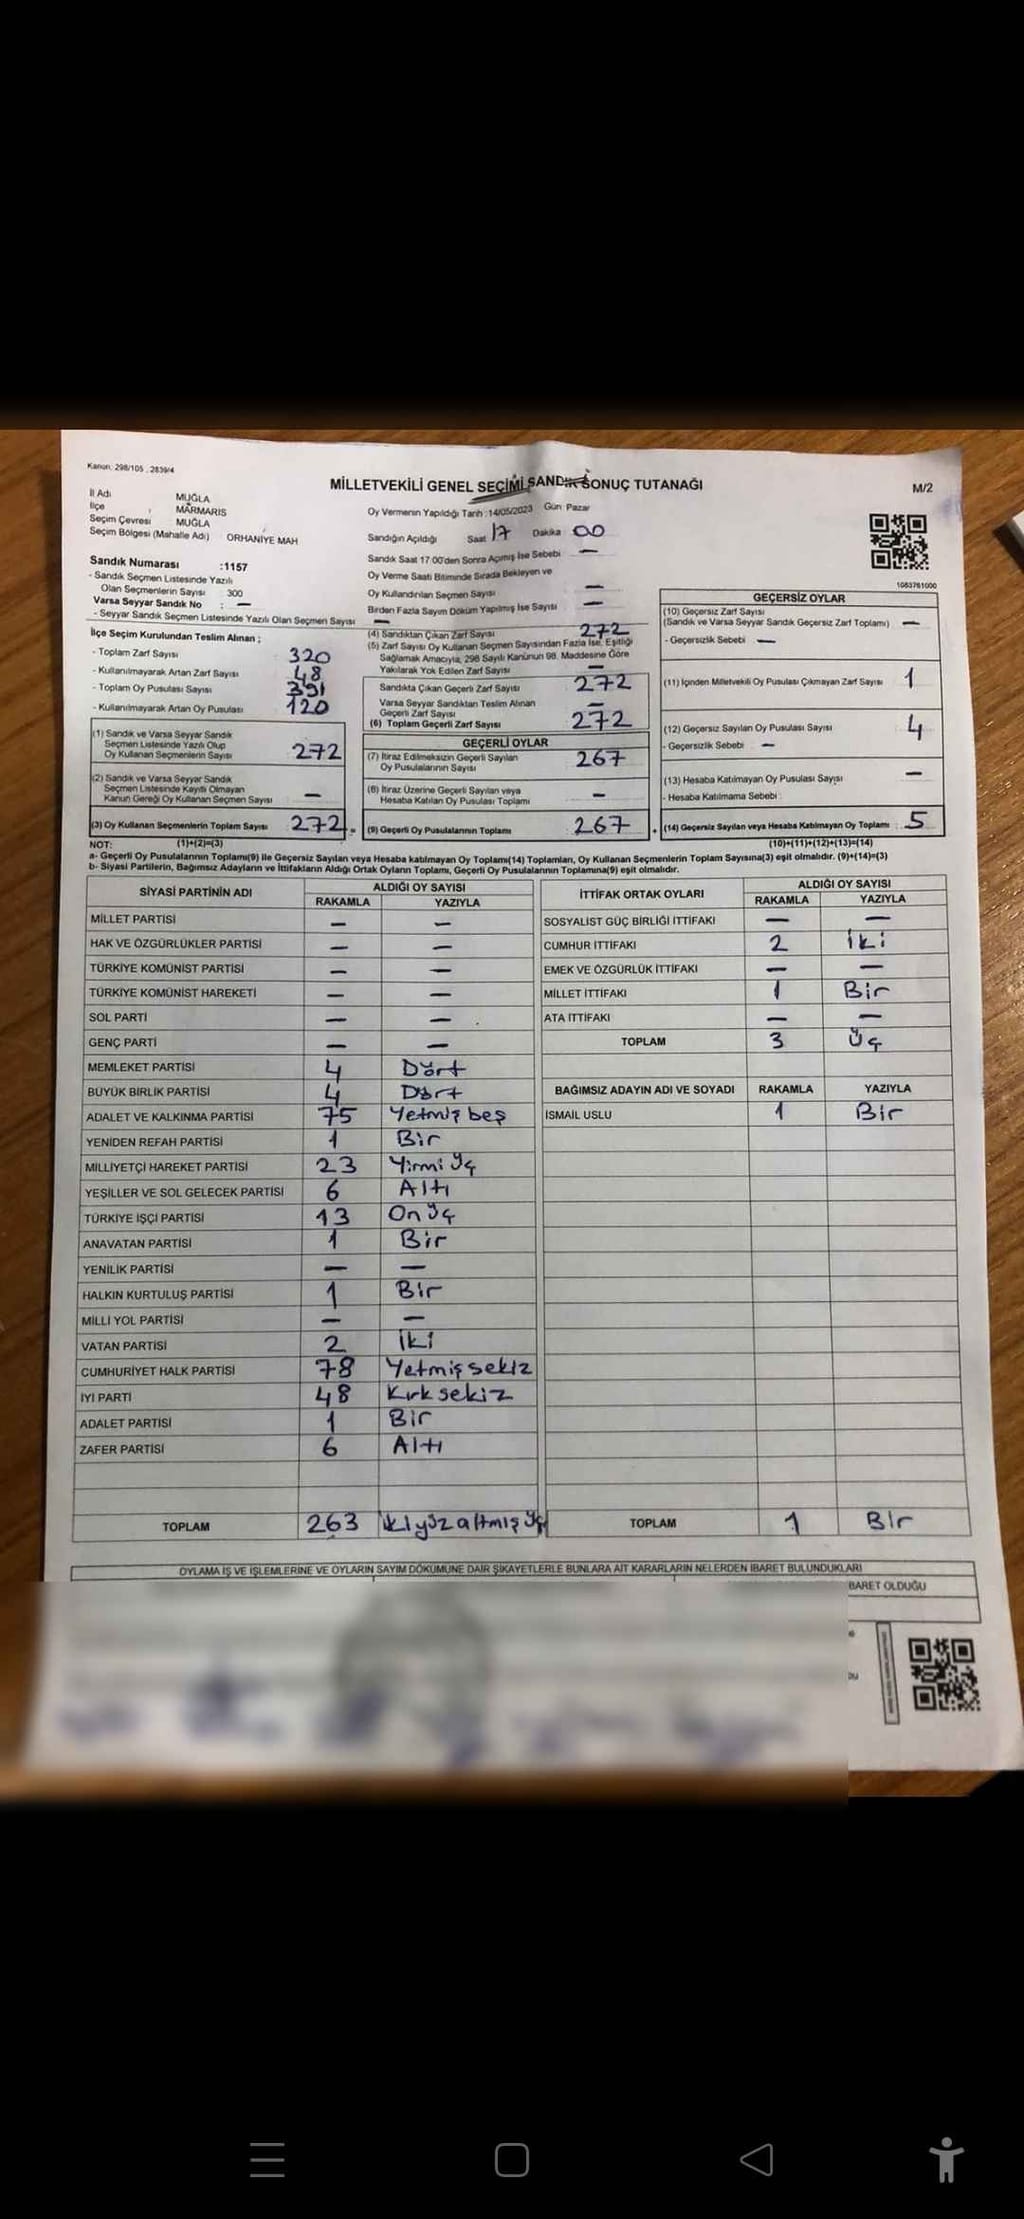 Kanun: 298/105 , 2839/4
MİLLETVEKİLİ GENEL SEÇİMİ SANDIK SONUÇ TUTANAĞI
M/2
İl Adı MUĞLA
İlçe , MARMARİS
Seçim Çevresi MUĞLA
Seçim Bölgesi (Mahalle Adı) ORHANİYE MAH
Oy Vermenin Yapıldığı Tarih :14/05/2023 Gün: Pazar
Sandığın Açıldığı Saat 17 Dakika 00
Sandık Saat 17:00'den Sonra Açmış İse Sebebi —
Oy Verme Saati Bitiminde Sırada Bekleyen ve
Oy Kullandırılan Seçmen Sayısı —
Birden Fazla Sayım Döküm Yapılmış İse Sayısı —
Sandık Numarası :1157
- Sandık Seçmen Listesinde Yazılı
Olan Seçmenlerin Sayısı : 300
Varsa Seyyar Sandık No : —
- Seyyar Sandık Seçmen Listesinde Yazılı Olan Seçmen Sayısı —
İlçe Seçim Kurulundan Teslim Alınan ;
- Toplam Zarf Sayısı 320
- Kullanılmayarak Artan Zarf Sayısı 48
- Toplam Oy Pusulası Sayısı 391
- Kullanılmayarak Artan Oy Pusulası 120
(1) Sandık ve Varsa Seyyar Sandık
Seçmen Listesinde Yazılı Olup
Oy Kullanan Seçmenlerin Sayısı 272
(2) Sandık ve Varsa Seyyar Sandık
Seçmen Listesinde Kayıtlı Olmayan
Kanun Gereği Oy Kullanan Seçmen Sayısı —
(3) Oy Kullanan Seçmenlerin Toplam Sayısı 272
(4) Sandıktan Çıkan Zarf Sayısı 272
(5) Zarf Sayısı Oy Kullanan Seçmen Sayısından Fazla İse, Eşitliği
Sağlamak Amacıyla, 298 Sayılı Kanunun 98. Maddesine Göre
Yakılarak Yok Edilen Zarf Sayısı —
Sandıkta Çıkan Geçerli Zarf Sayısı 272
Varsa Seyyar Sandıktan Teslim Alınan
Geçerli Zarf Sayısı —
(6) Toplam Geçerli Zarf Sayısı 272
GEÇERLİ OYLAR
(7) İtiraz Edilmeksizin Geçerli Sayılan
Oy Pusulalarının Sayısı 267
(8) İtiraz Üzerine Geçerli Sayılan veya
Hesaba Katılan Oy Pusulası Toplamı —
(9) Geçerli Oy Pusulalarının Toplamı 267
1083761000
GEÇERSİZ OYLAR
(10) Geçersiz Zarf Sayısı
(Sandık ve Varsa Seyyar Sandık Geçersiz Zarf Toplamı) —
- Geçersizlik Sebebi —
(11) İçinden Milletvekili Oy Pusulası Çıkmayan Zarf Sayısı 1
(12) Geçersiz Sayılan Oy Pusulası Sayısı 4
- Geçersizlik Sebebi —
(13) Hesaba Katılmayan Oy Pusulası Sayısı —
- Hesaba Katılmama Sebebi :
(14) Geçersiz Sayılan veya Hesaba Katılmayan Oy Toplamı 5
NOT: (1)+(2)=(3) (10)+(11)+(12)+(13)=(14)
a- Geçerli Oy Pusulalarının Toplamı(9) ile Geçersiz Sayılan veya Hesaba katılmayan Oy Toplamı(14) Toplamları, Oy Kullanan Seçmenlerin Toplam Sayısına(3) eşit olmalıdır. (9)+(14)=(3)
b- Siyasi Partilerin, Bağımsız Adayların ve İttifakların Aldığı Ortak Oyların Toplamı, Geçerli Oy Pusulalarının Toplamına(9) eşit olmalıdır.
SİYASİ PARTİNİN ADI ALDIĞI OY SAYISI
RAKAMLA YAZIYLA
MİLLET PARTİSİ — —
HAK VE ÖZGÜRLÜKLER PARTİSİ — —
TÜRKİYE KOMÜNİST PARTİSİ — —
TÜRKİYE KOMÜNİST HAREKETİ — —
SOL PARTİ — —
GENÇ PARTİ — —
MEMLEKET PARTİSİ 4 Dört
BÜYÜK BİRLİK PARTİSİ 4 Dört
ADALET VE KALKINMA PARTİSİ 75 Yetmiş beş
YENİDEN REFAH PARTİSİ 1 Bir
MİLLİYETÇİ HAREKET PARTİSİ 23 Yirmi üç
YEŞİLLER VE SOL GELECEK PARTİSİ 6 Altı
TÜRKİYE İŞÇİ PARTİSİ 13 On üç
ANAVATAN PARTİSİ 1 Bir
YENİLİK PARTİSİ — —
HALKIN KURTULUŞ PARTİSİ 1 Bir
MİLLİ YOL PARTİSİ — —
VATAN PARTİSİ 2 İki
CUMHURİYET HALK PARTİSİ 78 Yetmiş sekiz
İYİ PARTİ 48 Kırk sekiz
ADALET PARTİSİ 1 Bir
ZAFER PARTİSİ 6 Altı
TOPLAM 263 ikiyüz altmış üç
İTTİFAK ORTAK OYLARI ALDIĞI OY SAYISI
RAKAMLA YAZIYLA
SOSYALİST GÜÇ BİRLİĞİ İTTİFAKI — —
CUMHUR İTTİFAKI 2 İki
EMEK VE ÖZGÜRLÜK İTTİFAKI — —
MİLLET İTTİFAKI 1 Bir
ATA İTTİFAKI — —
TOPLAM 3 Üç
BAĞIMSIZ ADAYIN ADI VE SOYADI RAKAMLA YAZIYLA
İSMAİL USLU 1 Bir
TOPLAM 1 Bir
OYLAMA İŞ VE İŞLEMLERİNE VE OYLARIN SAYIM DÖKÜMÜNE DAİR ŞİKAYETLERLE BUNLARA AİT KARARLARIN NELERDEN İBARET BULUNDUKLARI
BARET OLDUĞU